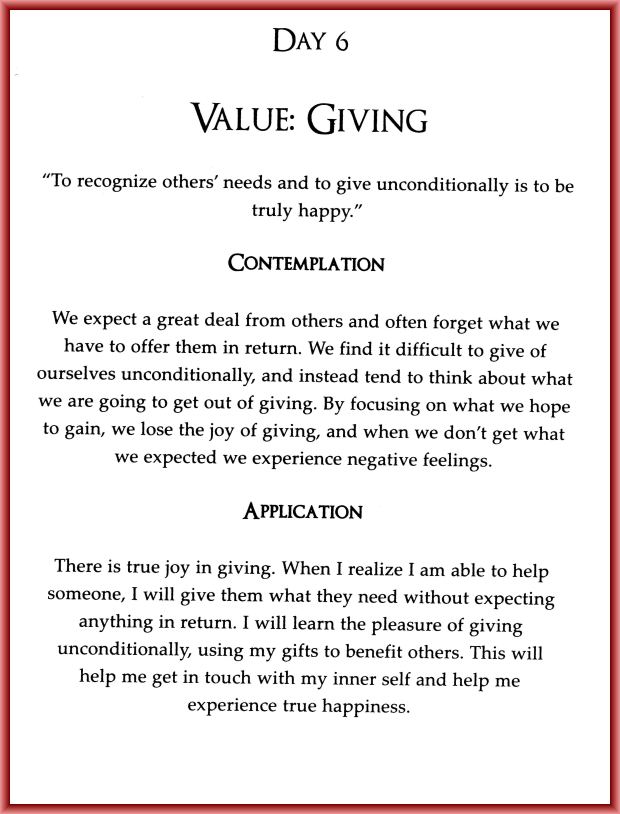 DAY 6
VALUE: GIVING
“To recognize others’ needs and to give unconditionally is to be
truly happy.”
CONTEMPLATION
We expect a great deal from others and often forget what we
have to offer them in return. We find it difficult to give of
ourselves unconditionally, and instead tend to think about what
we are going to get out of giving. By focusing on what we hope
to gain, we lose the joy of giving, and when we don’t get what
we expected we experience negative feelings.
APPLICATION
There is true joy in giving. When I realize I am able to help
someone, I will give them what they need without expecting
anything in return. I will learn the pleasure of giving
unconditionally, using my gifts to benefit others. This will
help me get in touch with my inner self and help me
experience true happiness.